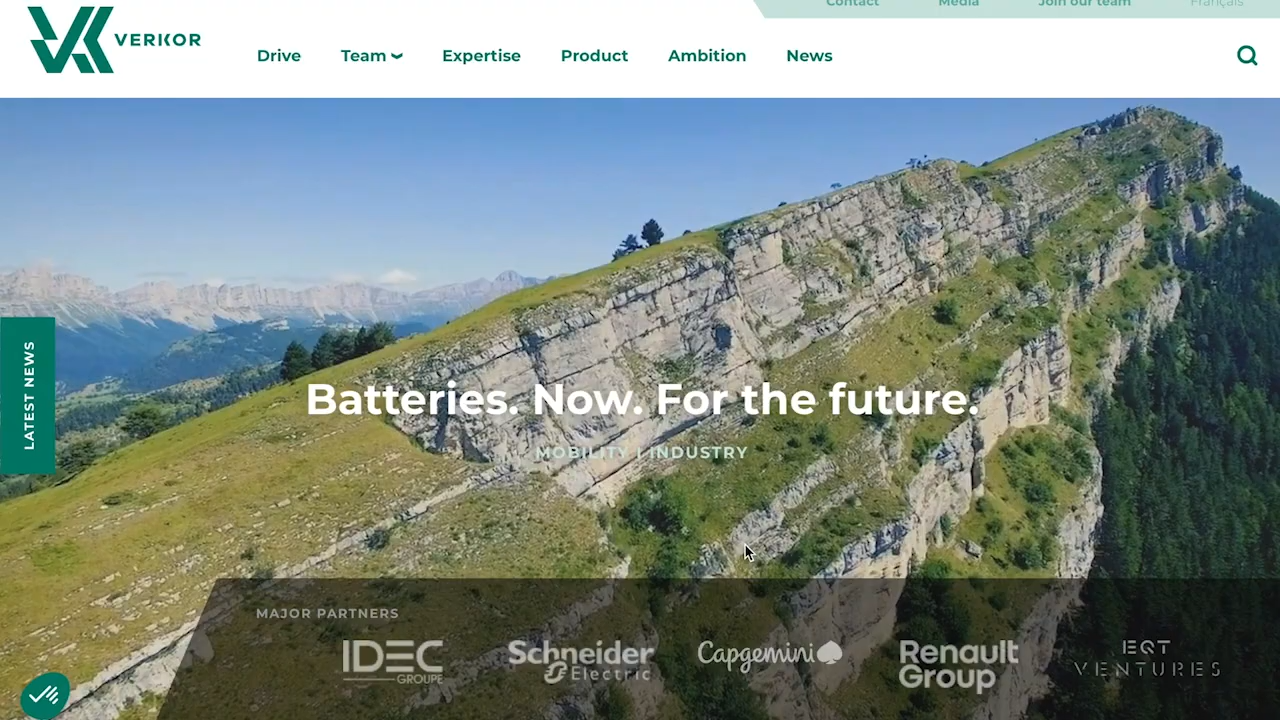 Contact Media Join our team Français
VERKOR
Drive Team Expertise Product Ambition News
LATEST NEWS
Batteries. Now. For the future.
MOBILITY | INDUSTRY
MAJOR PARTNERS
IDEC GROUPE
Schneider Electric
Capgemini
Renault Group
EQT VENTURES